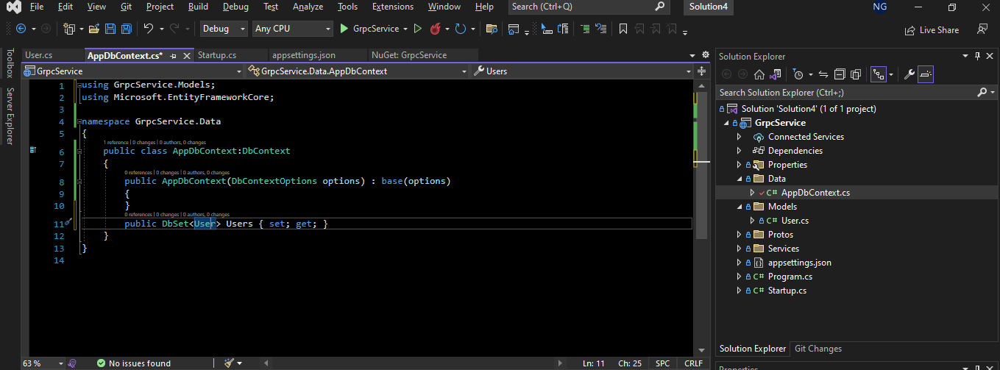 File Edit View Git Project Build Debug Test Analyze Tools Extensions Window Help Search (Ctrl+Q) Solution4 NG
Debug Any CPU GrpcService Live Share
Toolbox
Server Explorer
User.cs AppDbContext.cs* Startup.cs appsettings.json NuGet: GrpcService
GrpcService GrpcService.Data.AppDbContext Users
1 using GrpcService.Models;
2 using Microsoft.EntityFrameworkCore;
3
4 namespace GrpcService.Data
5 {
1 reference | 0 changes | 0 authors, 0 changes
6 public class AppDbContext:DbContext
7 {
0 references | 0 changes | 0 authors, 0 changes
8 public AppDbContext(DbContextOptions options) : base(options)
9 {
10 }
0 references | 0 changes | 0 authors, 0 changes
11 public DbSet<User> Users { set; get; }
12 }
13 }
14
63 % No issues found Ln: 11 Ch: 25 SPC CRLF
Solution Explorer
Search Solution Explorer (Ctrl+;)
Solution 'Solution4' (1 of 1 project)
GrpcService
Connected Services
Dependencies
Properties
Data
C# AppDbContext.cs
Models
C# User.cs
Protos
Services
appsettings.json
C# Program.cs
C# Startup.cs
Solution Explorer Git Changes
Properties